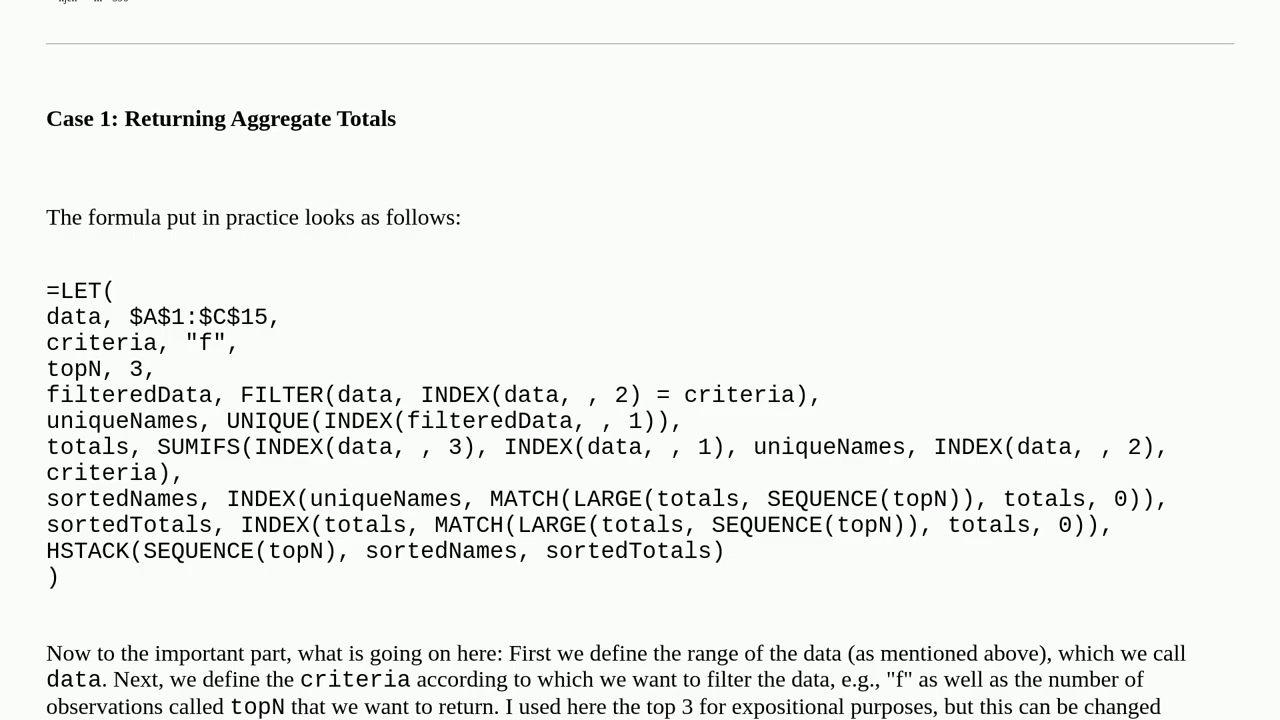 Case 1: Returning Aggregate Totals
The formula put in practice looks as follows:
=LET(
data, $A$1:$C$15,
criteria, "f",
topN, 3,
filteredData, FILTER(data, INDEX(data, , 2) = criteria),
uniqueNames, UNIQUE(INDEX(filteredData, , 1)),
totals, SUMIFS(INDEX(data, , 3), INDEX(data, , 1), uniqueNames, INDEX(data, , 2),
criteria),
sortedNames, INDEX(uniqueNames, MATCH(LARGE(totals, SEQUENCE(topN)), totals, 0)),
sortedTotals, INDEX(totals, MATCH(LARGE(totals, SEQUENCE(topN)), totals, 0)),
HSTACK(SEQUENCE(topN), sortedNames, sortedTotals)
)
Now to the important part, what is going on here: First we define the range of the data (as mentioned above), which we call
data. Next, we define the criteria according to which we want to filter the data, e.g., "f" as well as the number of
observations called topN that we want to return. I used here the top 3 for expositional purposes, but this can be changed